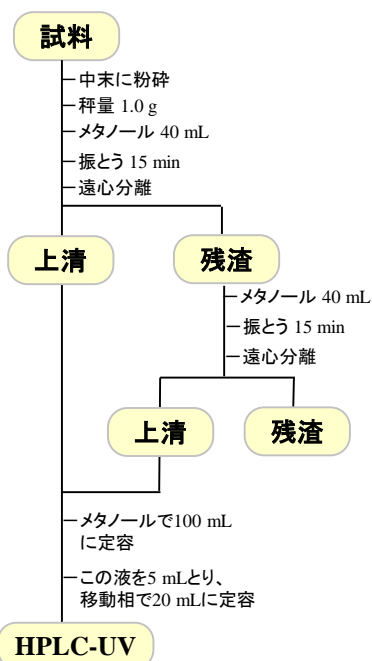 試料
中末に粉砕
秤量 1.0 g
メタノール 40 mL
振とう 15 min
遠心分離
上清
残渣
メタノール 40 mL
振とう 15 min
遠心分離
上清
残渣
メタノールで100 mL
に定容
この液を5 mLとり、
移動相で20 mLに定容
HPLC-UV